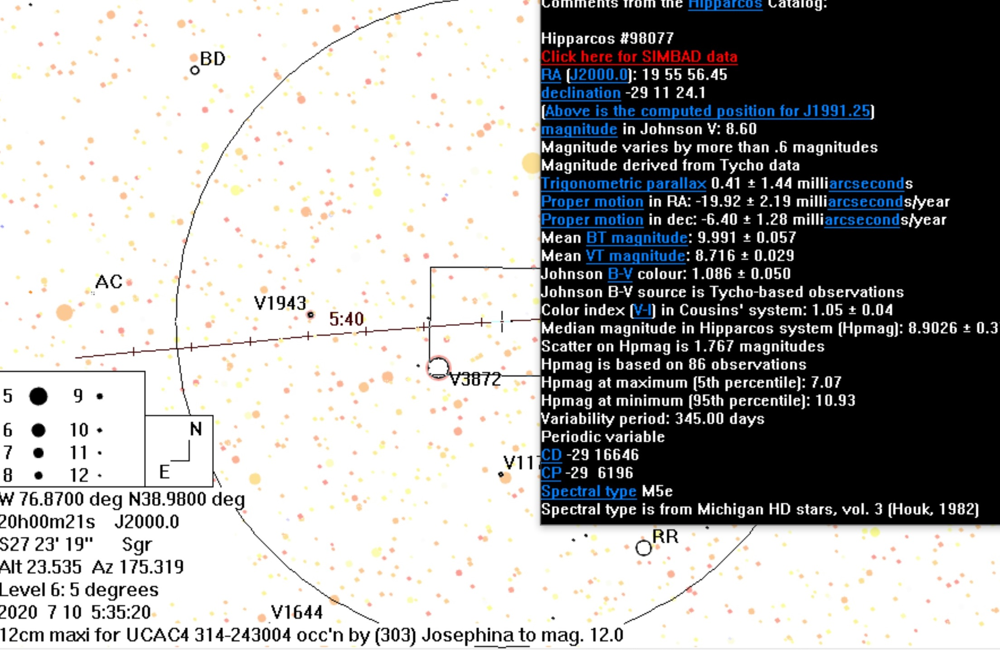 Comments from the Hipparcos Catalog:
Hipparcos #98077
Click here for SIMBAD data
RA (J2000.0): 19 55 56.45
declination -29 11 24.1
(Above is the computed position for J1991.25)
magnitude in Johnson V: 8.60
Magnitude varies by more than .6 magnitudes
Magnitude derived from Tycho data
Trigonometric parallax 0.41 ± 1.44 milliarcseconds
Proper motion in RA: -19.92 ± 2.19 milliarcseconds/year
Proper motion in dec: -6.40 ± 1.28 milliarcseconds/year
Mean BT magnitude: 9.991 ± 0.057
Mean VT magnitude: 8.716 ± 0.029
Johnson B-V colour: 1.086 ± 0.050
Johnson B-V source is Tycho-based observations
Color index (V-I) in Cousins' system: 1.05 ± 0.04
Median magnitude in Hipparcos system (Hpmag): 8.9026 ± 0.3
Scatter on Hpmag is 1.767 magnitudes
Hpmag is based on 86 observations
Hpmag at maximum (5th percentile): 7.07
Hpmag at minimum (95th percentile): 10.93
Variability period: 345.00 days
Periodic variable
CD -29 16646
CP -29 6196
Spectral type M5e
Spectral type is from Michigan HD stars, vol. 3 (Houk, 1982)
BD
AC
V1943
5:40
V3872
V117
RR
V1644
5 9
6 10
7 11
8 12
N
E
W 76.8700 deg N38.9800 deg
20h00m21s J2000.0
S27 23' 19" Sgr
Alt 23.535 Az 175.319
Level 6: 5 degrees
2020 7 10 5:35:20
12cm maxi for UCAC4 314-243004 occ'n by (303) Josephina to mag. 12.0